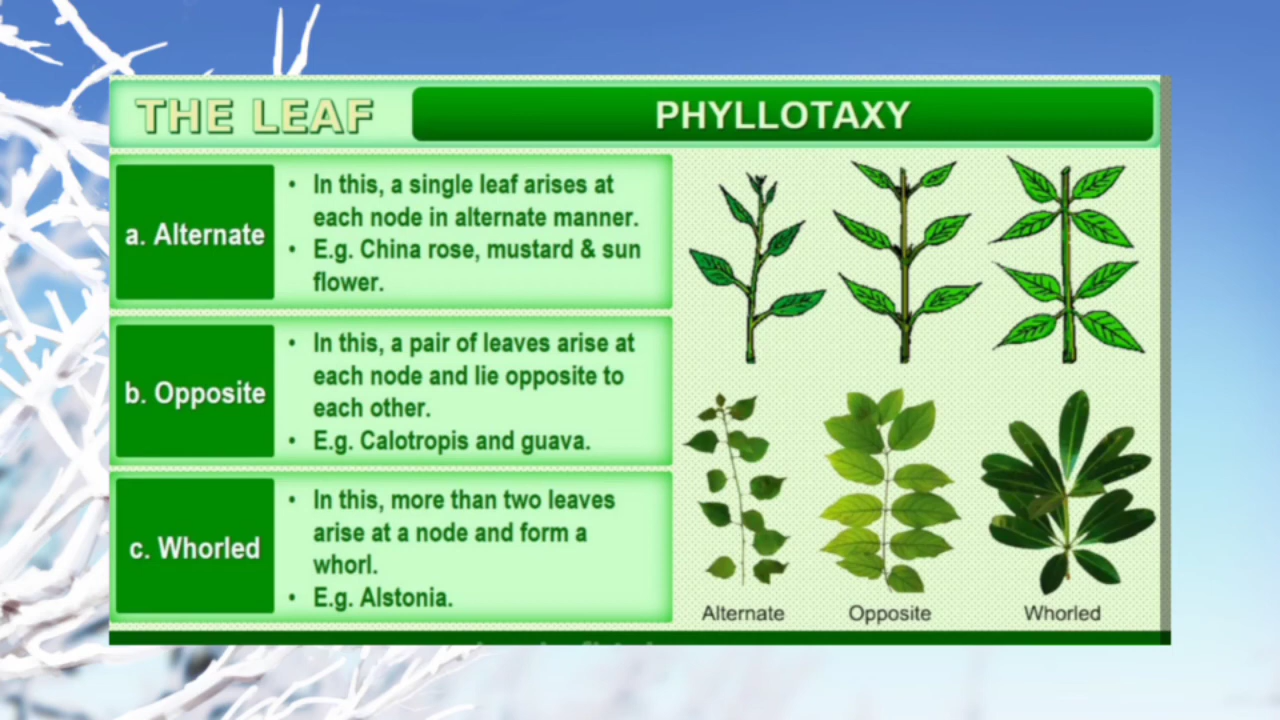 THE LEAF
PHYLLOTAXY
a. Alternate
• In this, a single leaf arises at
each node in alternate manner.
• E.g. China rose, mustard & sun
flower.
b. Opposite
• In this, a pair of leaves arise at
each node and lie opposite to
each other.
• E.g. Calotropis and guava.
c. Whorled
• In this, more than two leaves
arise at a node and form a
whorl.
• E.g. Alstonia.
Alternate
Opposite
Whorled